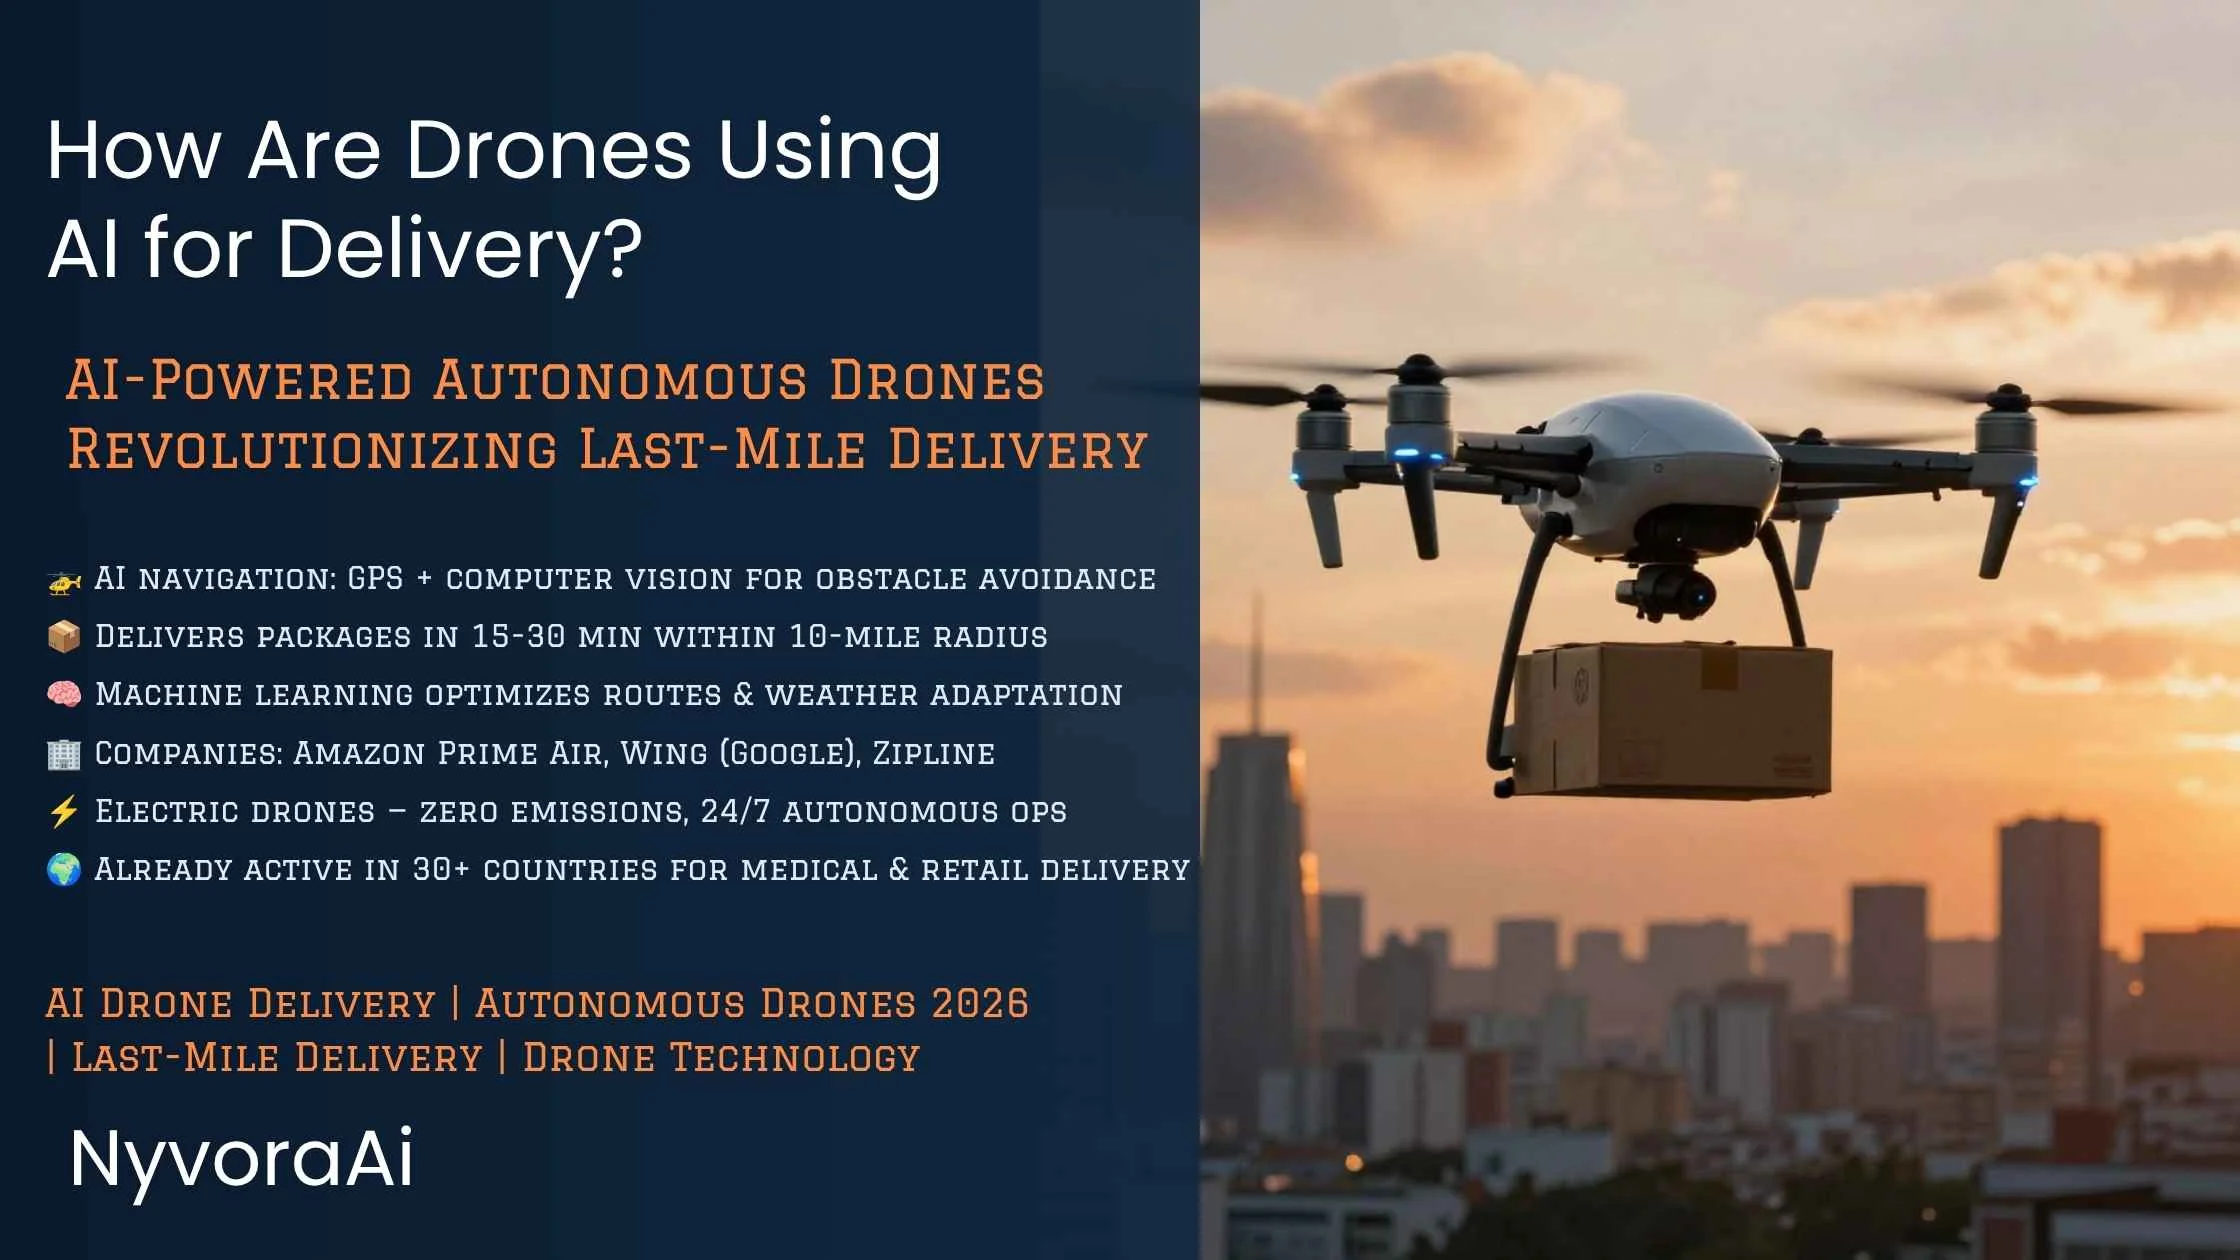 How Are Drones Using
AI for Delivery?
AI-Powered Autonomous Drones
Revolutionizing Last-Mile Delivery
🚁 AI navigation: GPS + computer vision for obstacle avoidance
📦 Delivers packages in 15-30 min within 10-mile radius
🧠 Machine learning optimizes routes & weather adaptation
🏢 Companies: Amazon Prime Air, Wing (Google), Zipline
⚡ Electric drones – zero emissions, 24/7 autonomous ops
🌍 Already active in 30+ countries for medical & retail delivery
AI Drone Delivery | Autonomous Drones 2026
| Last-Mile Delivery | Drone Technology
NyvoraAi